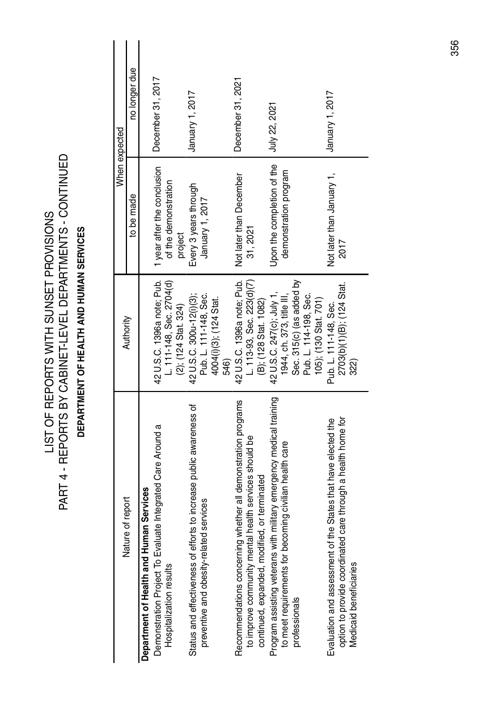 LIST OF REPORTS WITH SUNSET PROVISIONS
PART 4 - REPORTS BY CABINET-LEVEL DEPARTMENTS - CONTINUED
DEPARTMENT OF HEALTH AND HUMAN SERVICES
When expected
Nature of report Authority to be made no longer due
Department of Health and Human Services
Demonstration Project To Evaluate Integrated Care Around a
Hospitalization results
42 U.S.C. 1396a note; Pub.
L. 111-148, Sec. 2704(d)
(2); (124 Stat. 324)
1 year after the conclusion
of the demonstration
project
December 31, 2017
Status and effectiveness of efforts to increase public awareness of
preventive and obesity-related services
42 U.S.C. 300u-12(i)(3);
Pub. L. 111-148, Sec.
4004(i)(3); (124 Stat.
546)
Every 3 years through
January 1, 2017
January 1, 2017
Recommendations concerning whether all demonstration programs
to improve community mental health services should be
continued, expanded, modified, or terminated
42 U.S.C. 1396a note; Pub.
L. 113-93, Sec. 223(d)(7)
(B); (128 Stat. 1082)
Not later than December
31, 2021
December 31, 2021
Program assisting veterans with military emergency medical training
to meet requirements for becoming civilian health care
professionals
42 U.S.C. 247(c); July 1,
1944, ch. 373, title III,
Sec. 315(c) (as added by
Pub. L. 114-198, Sec.
105); (130 Stat. 701)
Upon the completion of the
demonstration program
July 22, 2021
Evaluation and assessment of the States that have elected the
option to provide coordinated care through a health home for
Medicaid beneficiaries
Pub. L. 111-148, Sec.
2703(b)(1)(B); (124 Stat.
322)
Not later than January 1,
2017
January 1, 2017
356